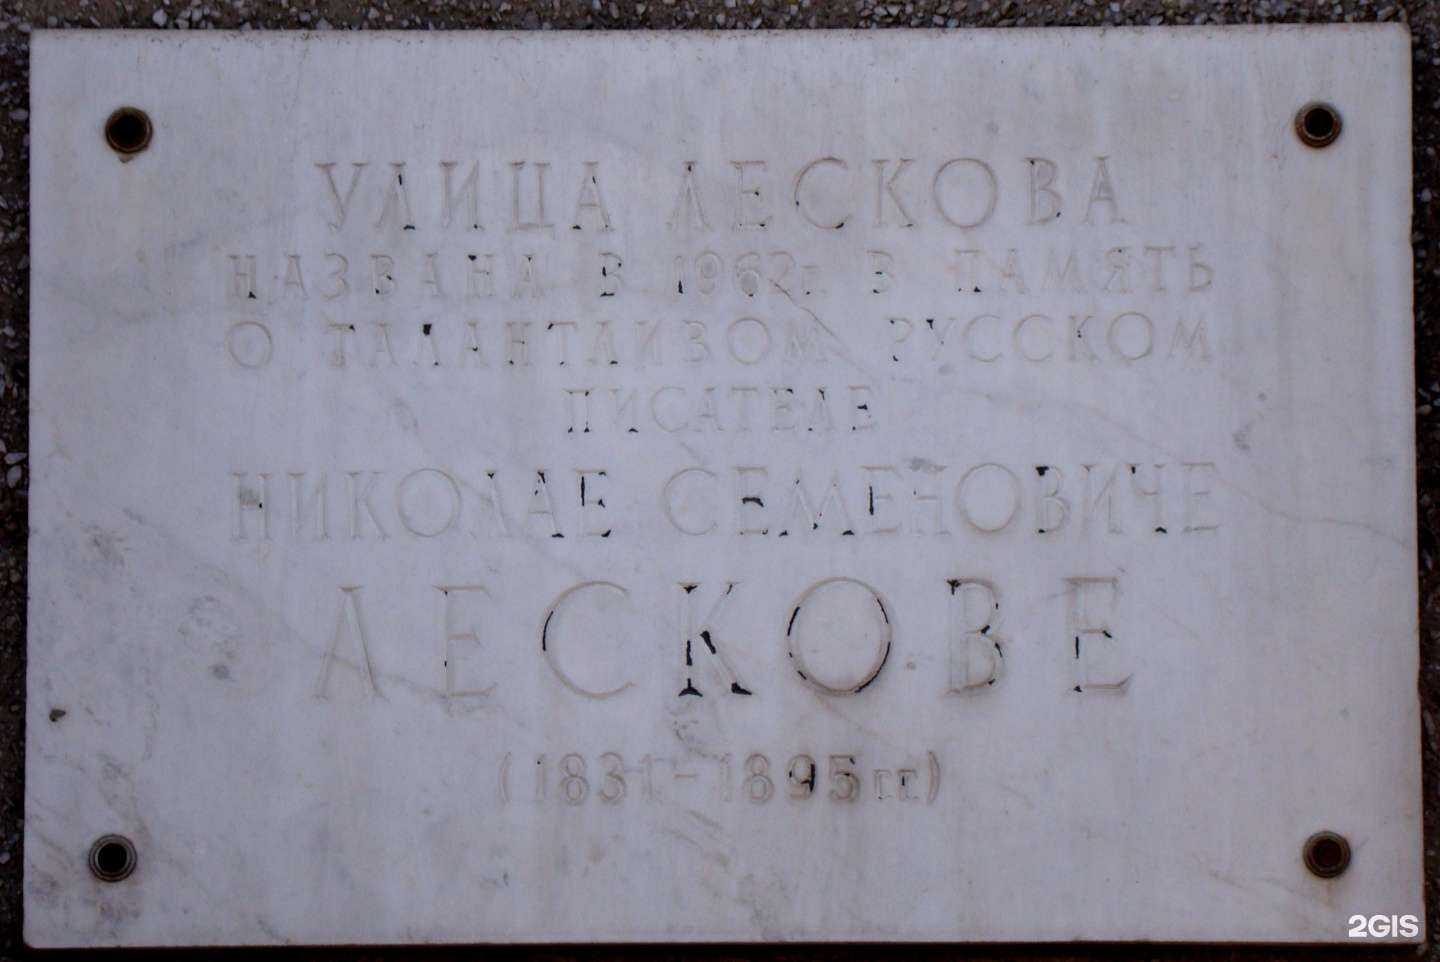 УЛИЦА ЛЕСКОВА
НАЗВАНА В 1962г. В ПАМЯТЬ
О ТАЛАНТЛИВОМ РУССКОМ
ПИСАТЕЛЕ
НИКОЛАЕ СЕМЕНОВИЧЕ
ЛЕСКОВЕ
(1831-1895гг.)
2GIS